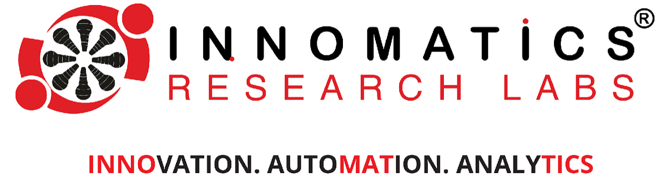 INNOMATICS®
RESEARCH LABS
INNOVATION. AUTOMATION. ANALYTICS